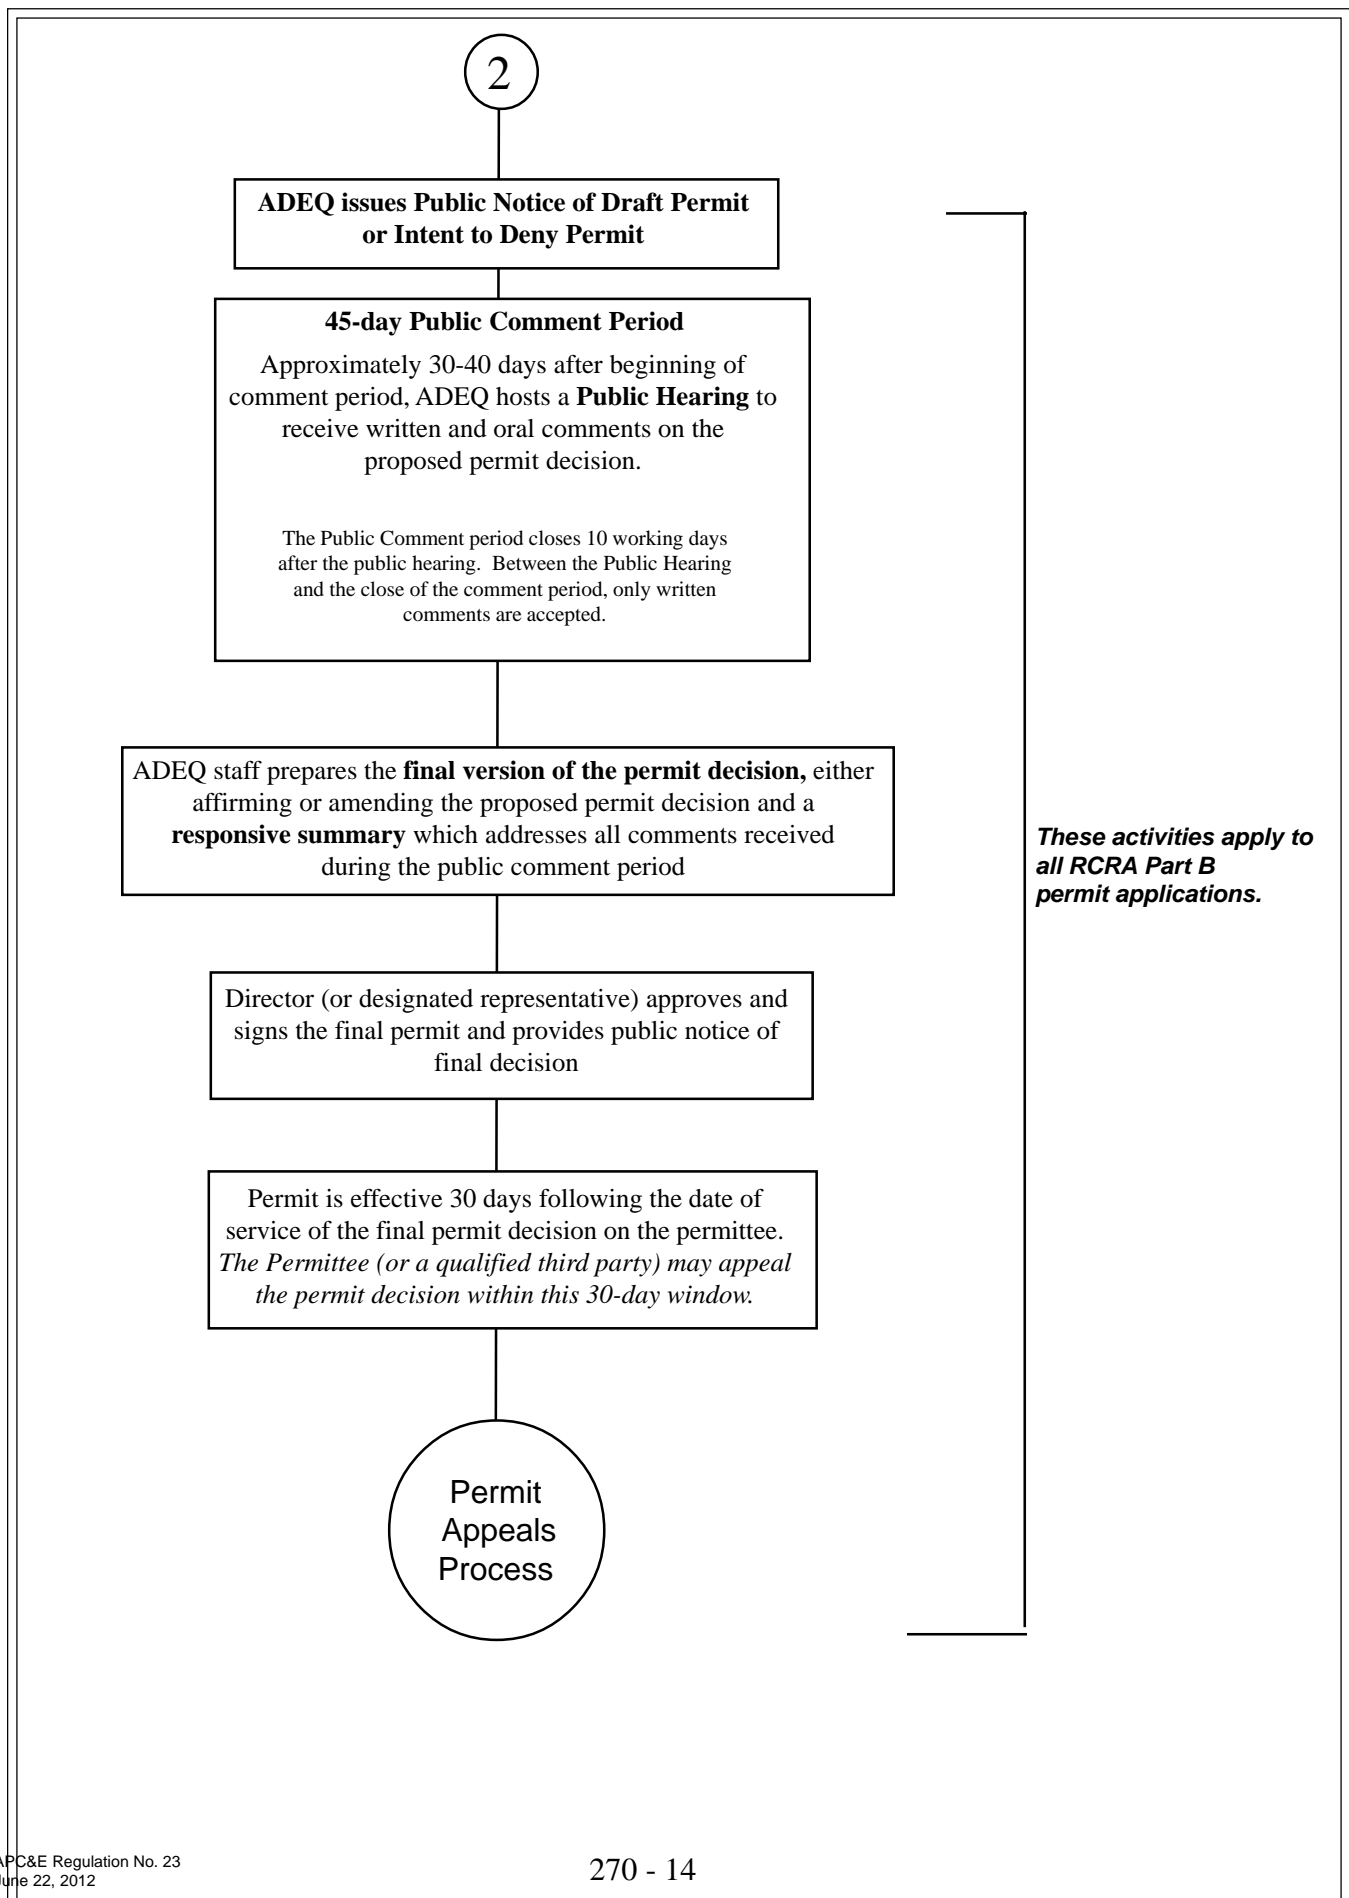 2
ADEQ issues Public Notice of Draft Permit
or Intent to Deny Permit
45-day Public Comment Period
Approximately 30-40 days after beginning of
comment period, ADEQ hosts a Public Hearing to
receive written and oral comments on the
proposed permit decision.
The Public Comment period closes 10 working days
after the public hearing.  Between the Public Hearing
and the close of the comment period, only written
comments are accepted.
ADEQ staff prepares the final version of the permit decision, either
affirming or amending the proposed permit decision and a
responsive summary which addresses all comments received
during the public comment period
These activities apply to
all RCRA Part B
permit applications.
Director (or designated representative) approves and
signs the final permit and provides public notice of
final decision
Permit is effective 30 days following the date of
service of the final permit decision on the permittee.
The Permittee (or a qualified third party) may appeal
the permit decision within this 30-day window.
Permit
Appeals
Process
APC&E Regulation No. 23
June 22, 2012
270 - 14